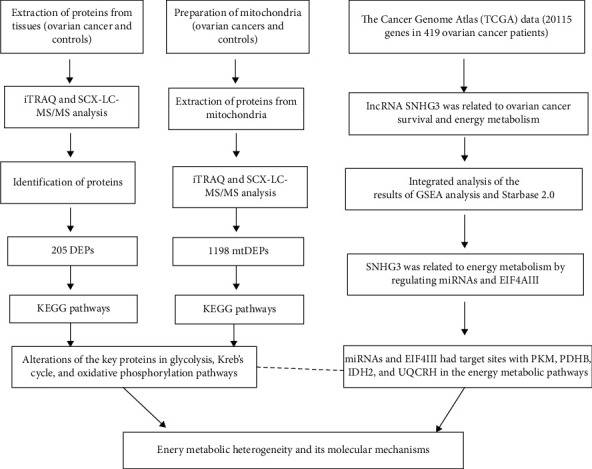 Extraction of proteins from
tissues (ovarian cancer and
controls)
iTRAQ and SCX-LC-
MS/MS analysis
Identification of proteins
205 DEPs
KEGG pathways
Preparation of mitochondria
(ovarian cancers and
controls)
Extraction of proteins from
mitochondria
iTRAQ and SCX-LC-
MS/MS analysis
1198 mtDEPs
KEGG pathways
Alterations of the key proteins in glycolysis, Kreb's
cycle, and oxidative phosphorylation pathways
The Cancer Genome Atlas (TCGA) data (20115
genes in 419 ovarian cancer patients)
lncRNA SNHG3 was related to ovarian cancer
survival and energy metabolism
Integrated analysis of the
results of GSEA analysis and Starbase 2.0
SNHG3 was related to energy metabolism by
regulating miRNAs and EIF4AIII
miRNAs and EIF4III had target sites with PKM, PDHB,
IDH2, and UQCRH in the energy metabolic pathways
Enery metabolic heterogeneity and its molecular mechanisms